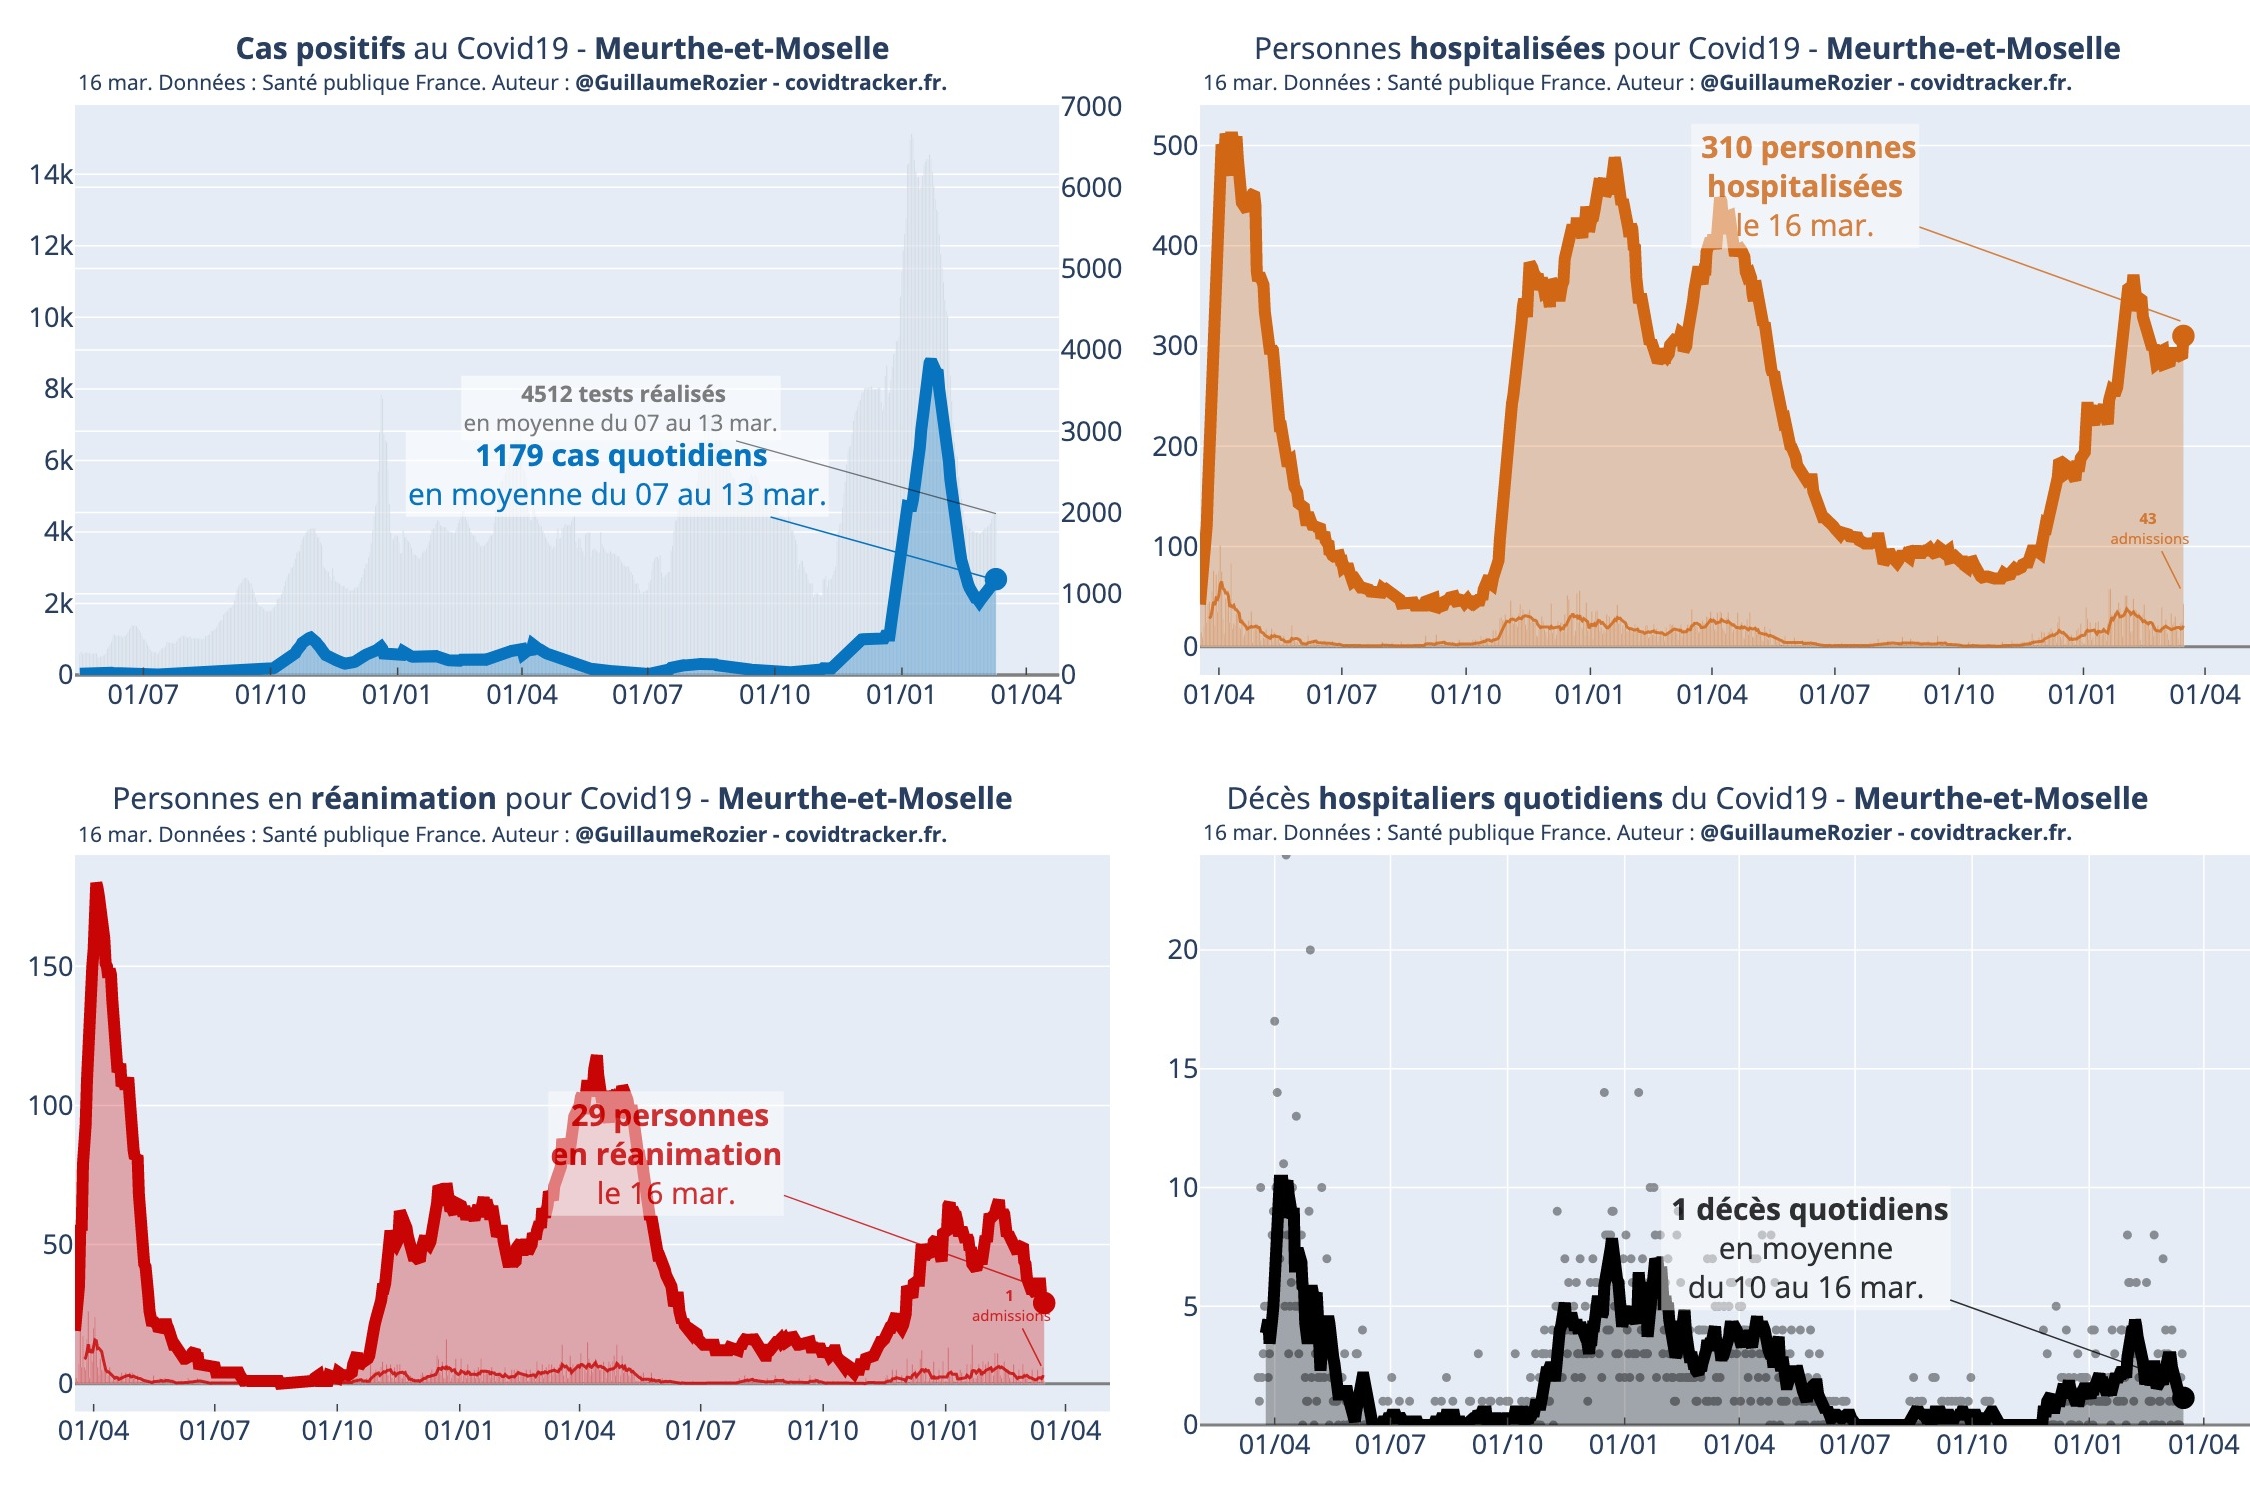 Cas positifs au Covid19 - Meurthe-et-Moselle
16 mar. Données : Santé publique France. Auteur : @GuillaumeRozier - covidtracker.fr.
7000
14k
6000
12k
5000
10k
4000
8k
4512 tests réalisés
en moyenne du 07 au 13 mar.
3000
6k
1179 cas quotidiens
en moyenne du 07 au 13 mar.
2000
4k
1000
2k
0
0
01/07 01/10 01/01 01/04 01/07 01/10 01/01 01/04
Personnes hospitalisées pour Covid19 - Meurthe-et-Moselle
16 mar. Données : Santé publique France. Auteur : @GuillaumeRozier - covidtracker.fr.
500
310 personnes
hospitalisées
le 16 mar.
400
300
200
43
admissions
100
0
01/04 01/07 01/10 01/01 01/04 01/07 01/10 01/01 01/04
Personnes en réanimation pour Covid19 - Meurthe-et-Moselle
16 mar. Données : Santé publique France. Auteur : @GuillaumeRozier - covidtracker.fr.
150
100
29 personnes
en réanimation
le 16 mar.
50
1
admissions
0
01/04 01/07 01/10 01/01 01/04 01/07 01/10 01/01 01/04
Décès hospitaliers quotidiens du Covid19 - Meurthe-et-Moselle
16 mar. Données : Santé publique France. Auteur : @GuillaumeRozier - covidtracker.fr.
20
15
10
1 décès quotidiens
en moyenne
du 10 au 16 mar.
5
0
01/04 01/07 01/10 01/01 01/04 01/07 01/10 01/01 01/04